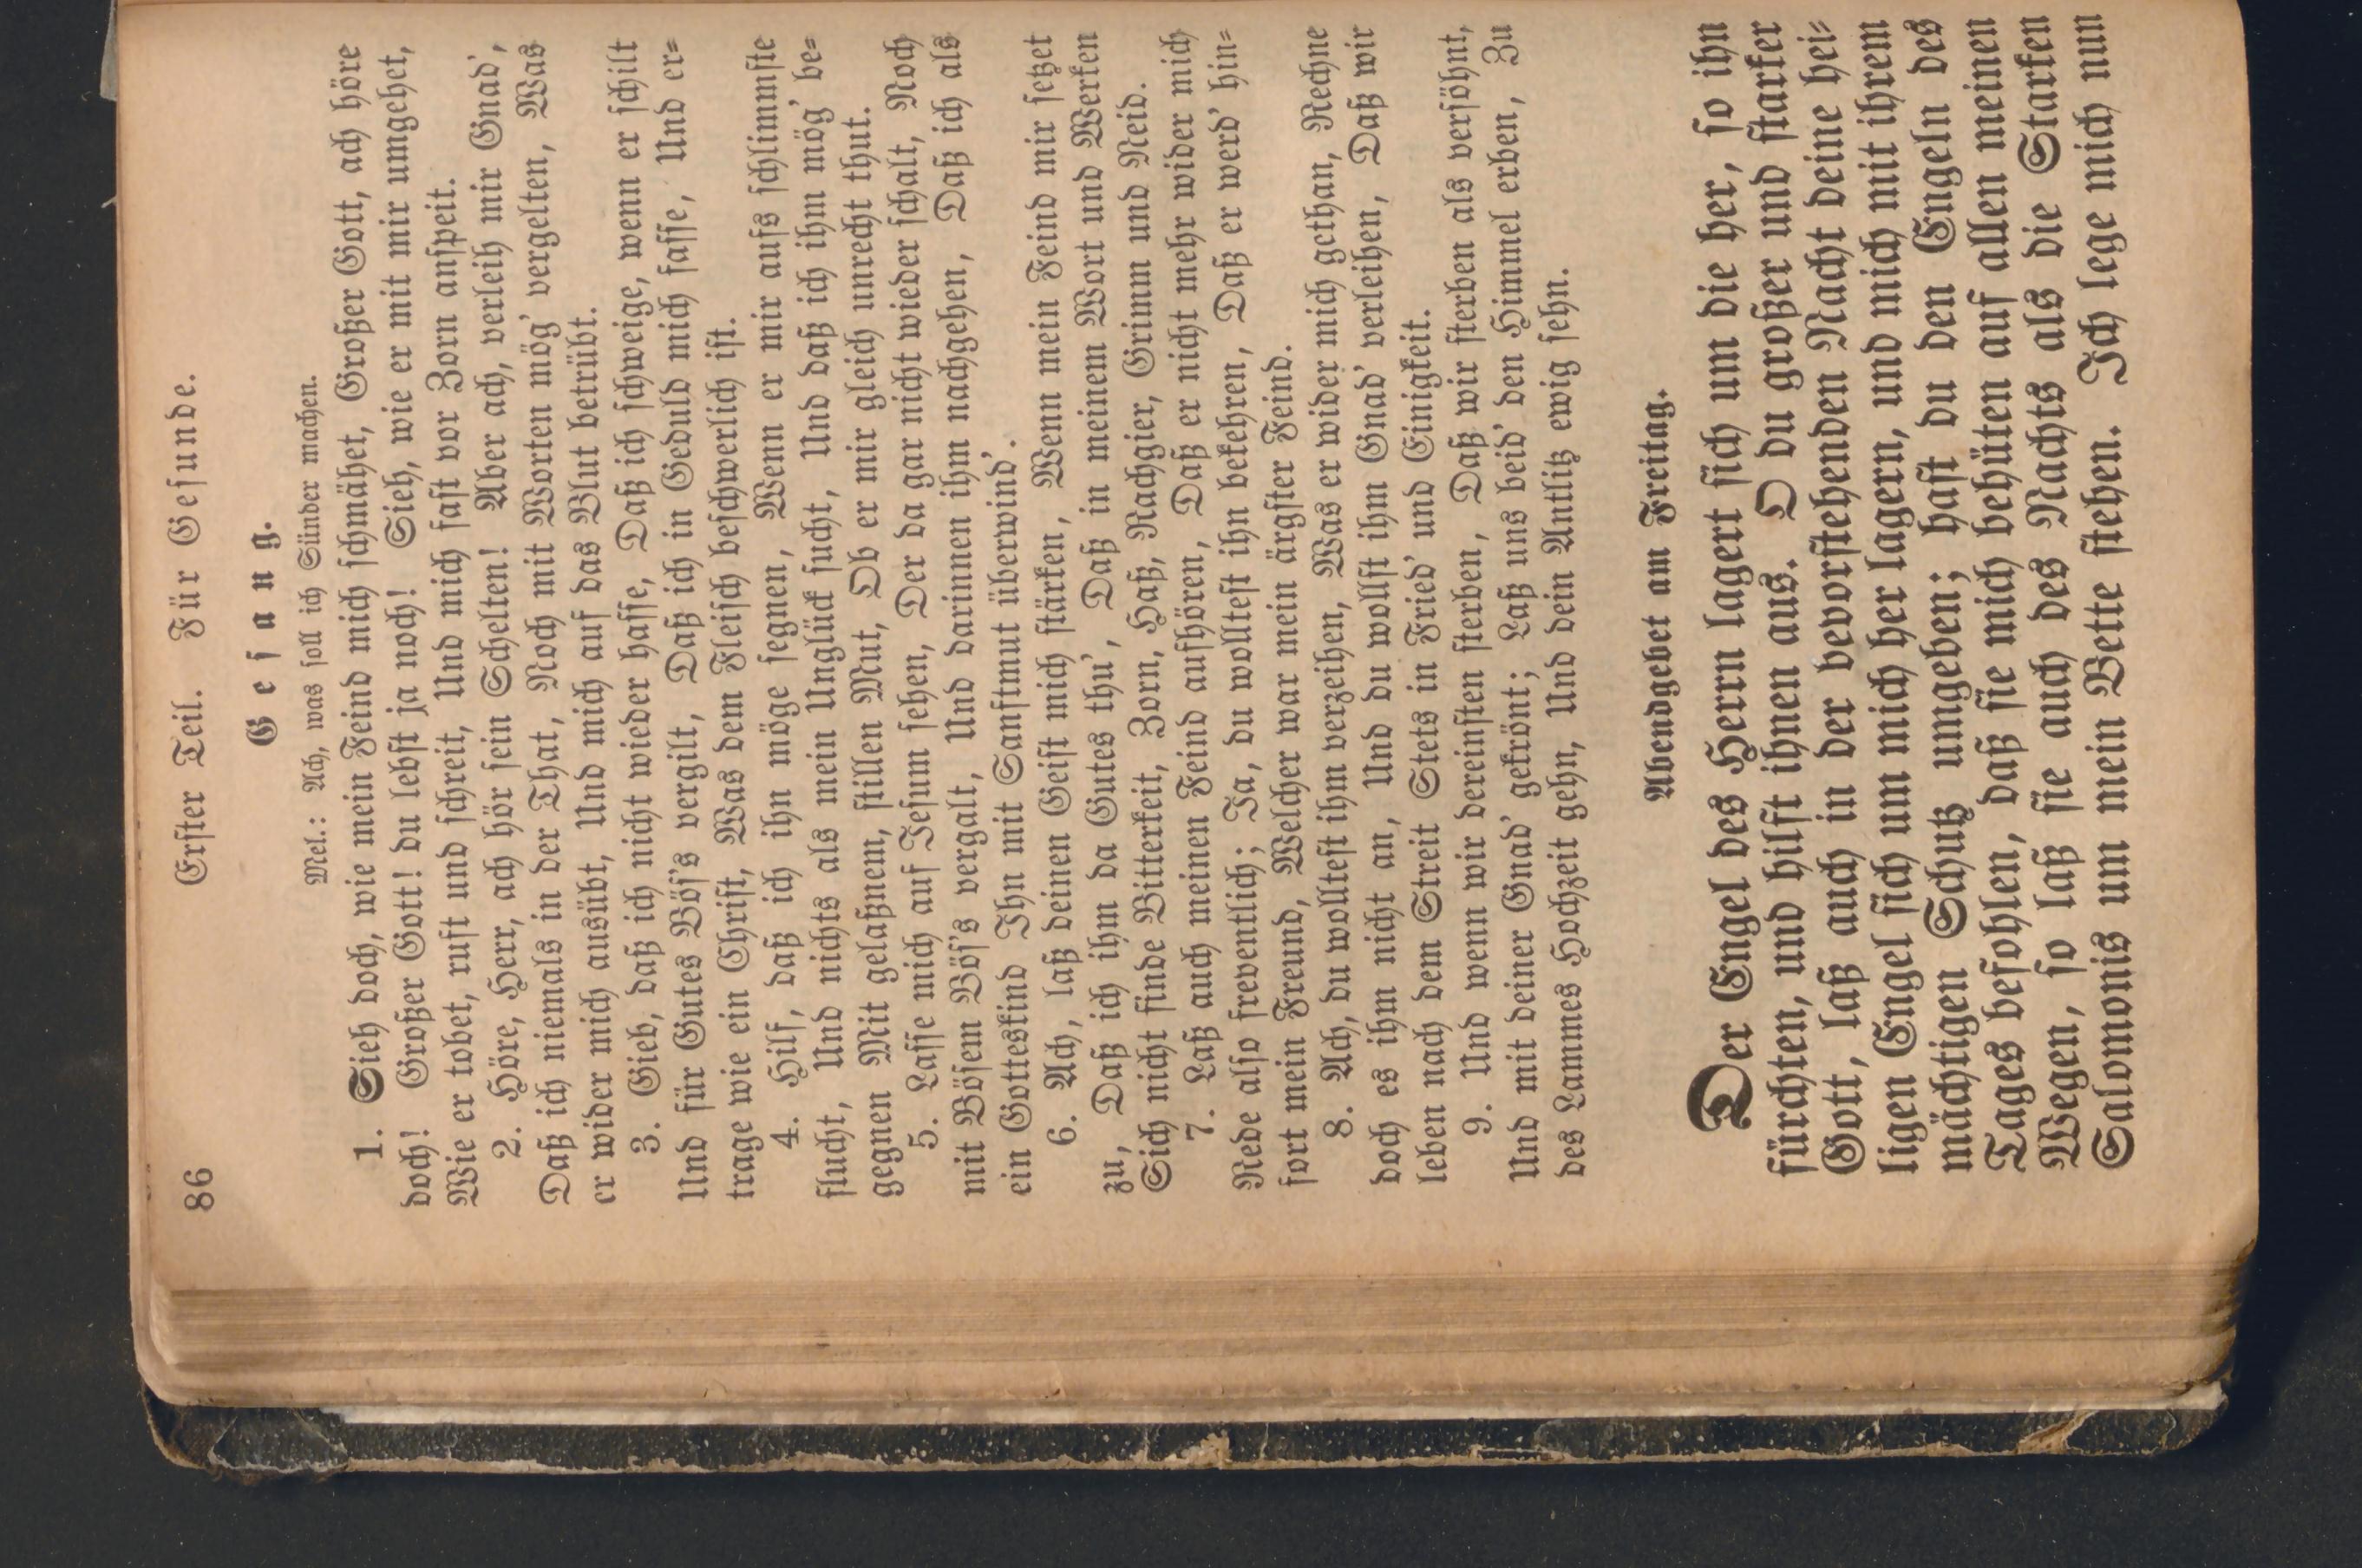 86 Erster Teil. Für Gesunde.
Gesang.
Mel.: Ach, was soll ich Sünder machen.
1. Sieh doch, wie mein Feind mich schmähet, Großer Gott, ach höre
doch! Großer Gott! du lebst ja noch! Sieh, wie er mit mir umgehet,
Wie er tobet, ruft und schreit, Und mich fast vor Zorn anspeit.
2. Höre, Herr, ach hör sein Schelten! Aber ach, verleih mir Gnad',
Daß ich niemals in der That, Noch mit Worten mög' vergelten, Was
er wider mich ausübt, Und mich auf das Blut betrübt.
3. Gieb, daß ich nicht wieder hasse, Daß ich schweige, wenn er schilt
Und für Gutes Bös's vergilt, Daß ich in Geduld mich fasse, Und er-
trage wie ein Christ, Was dem Fleisch beschwerlich ist.
4. Hilf, daß ich ihn möge segnen, Wenn er mir aufs schlimmste
flucht, Und nichts als mein Unglück sucht, Und daß ich ihm mög' be-
gegnen Mit gelaßnem, stillen Mut, Ob er mir gleich unrecht thut.
5. Lasse mich auf Jesum sehen, Der da gar nicht wieder schalt, Noch
mit Bösem Bös's vergalt, Und darinnen ihm nachgehen, Daß ich als
ein Gotteskind Ihn mit Sanftmut überwind'.
6. Ach, laß deinen Geist mich stärken, Wenn mein Feind mir setzet
zu, Daß ich ihm da Gutes thu', Daß in meinem Wort und Werken
Sich nicht finde Bitterkeit, Zorn, Haß, Rachgier, Grimm und Neid.
7. Laß auch meinen Feind aufhören, Daß er nicht mehr wider mich
Rede also freventlich; Ja, du wolltest ihn bekehren, Daß er werd' hin-
fort mein Freund, Welcher war mein ärgster Feind.
8. Ach, du wolltest ihm verzeihen, Was er wider mich gethan, Rechne
doch es ihm nicht an, Und du wollst ihm Gnad' verleihen, Daß wir
leben nach dem Streit Stets in Fried' und Einigkeit.
9. Und wenn wir dereinsten sterben, Daß wir sterben als versöhnt,
Und mit deiner Gnad' gekrönt; Laß uns beid' den Himmel erben, Zu
des Lammes Hochzeit gehn, Und dein Antlitz ewig sehn.
Abendgebet am Freitag.
Der Engel des Herrn lagert sich um die her, so ihn
fürchten, und hilft ihnen aus. O du großer und starker
Gott, laß auch in der bevorstehenden Nacht deine hei-
ligen Engel sich um mich her lagern, und mich mit ihrem
mächtigen Schutz umgeben; hast du den Engeln des
Tages befohlen, daß sie mich behüten auf allen meinen
Wegen, so laß sie auch des Nachts als die Starken
Salomonis um mein Bette stehen. Ich lege mich nun